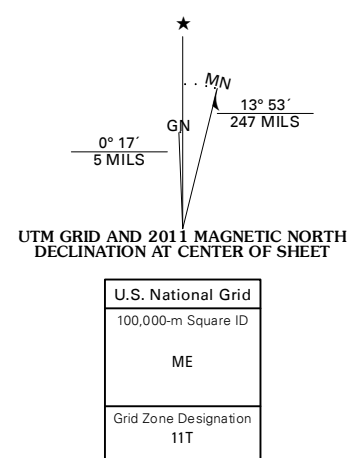 ★
MN
13° 53´
247 MILS
GN
0° 17´
5 MILS
UTM GRID AND 2011 MAGNETIC NORTH
DECLINATION AT CENTER OF SHEET
U.S. National Grid
100,000-m Square ID
ME
Grid Zone Designation
11T